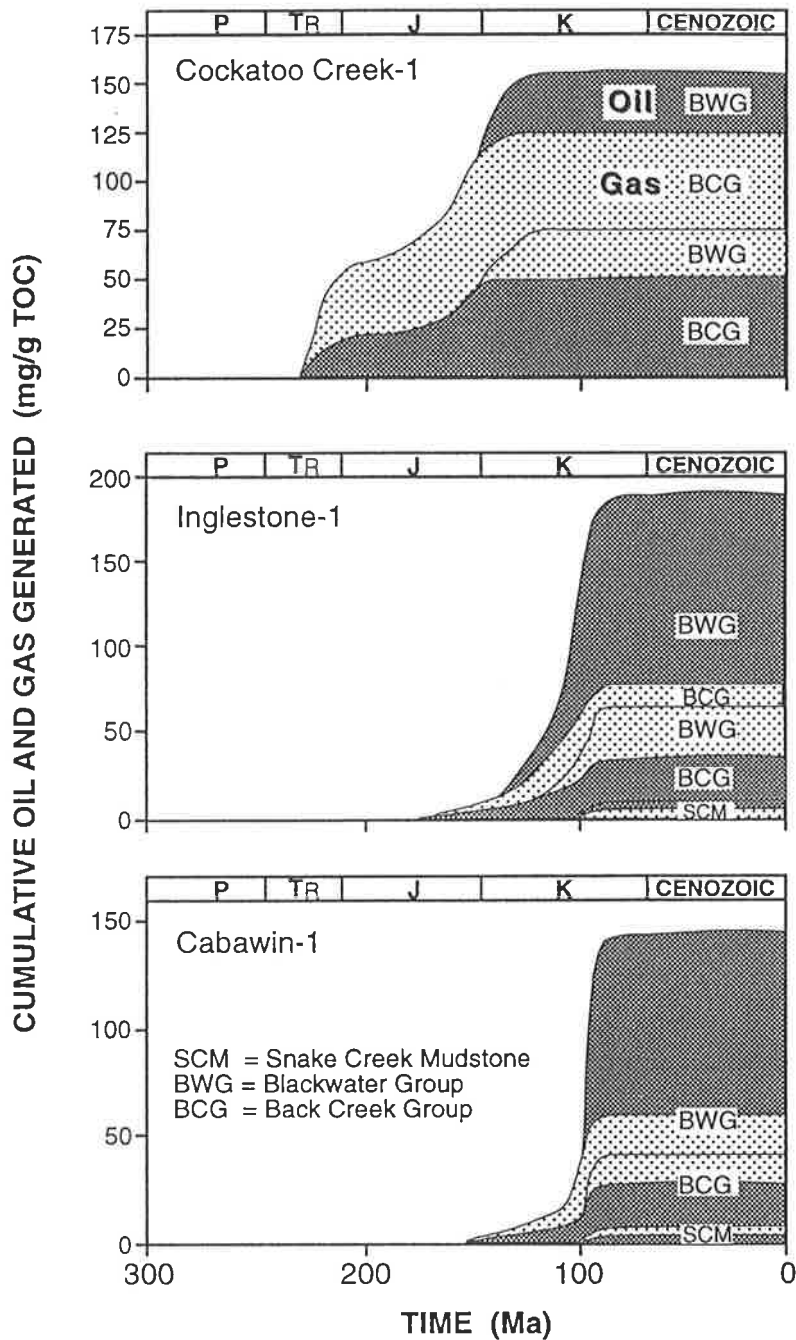 CUMULATIVE OIL AND GAS GENERATED (mg/g TOC)
P TR J K CENOZOIC
175
150
125
100
75
50
25
0
Cockatoo Creek-1
Oil BWG
Gas BCG
BWG
BCG
P TR J K CENOZOIC
200
150
100
50
0
Inglestone-1
BWG
BCG
BWG
BCG
SCM
P TR J K CENOZOIC
150
100
50
0
Cabawin-1
SCM = Snake Creek Mudstone
BWG = Blackwater Group
BCG = Back Creek Group
BWG
BCG
SCM
300 200 100 0
TIME (Ma)